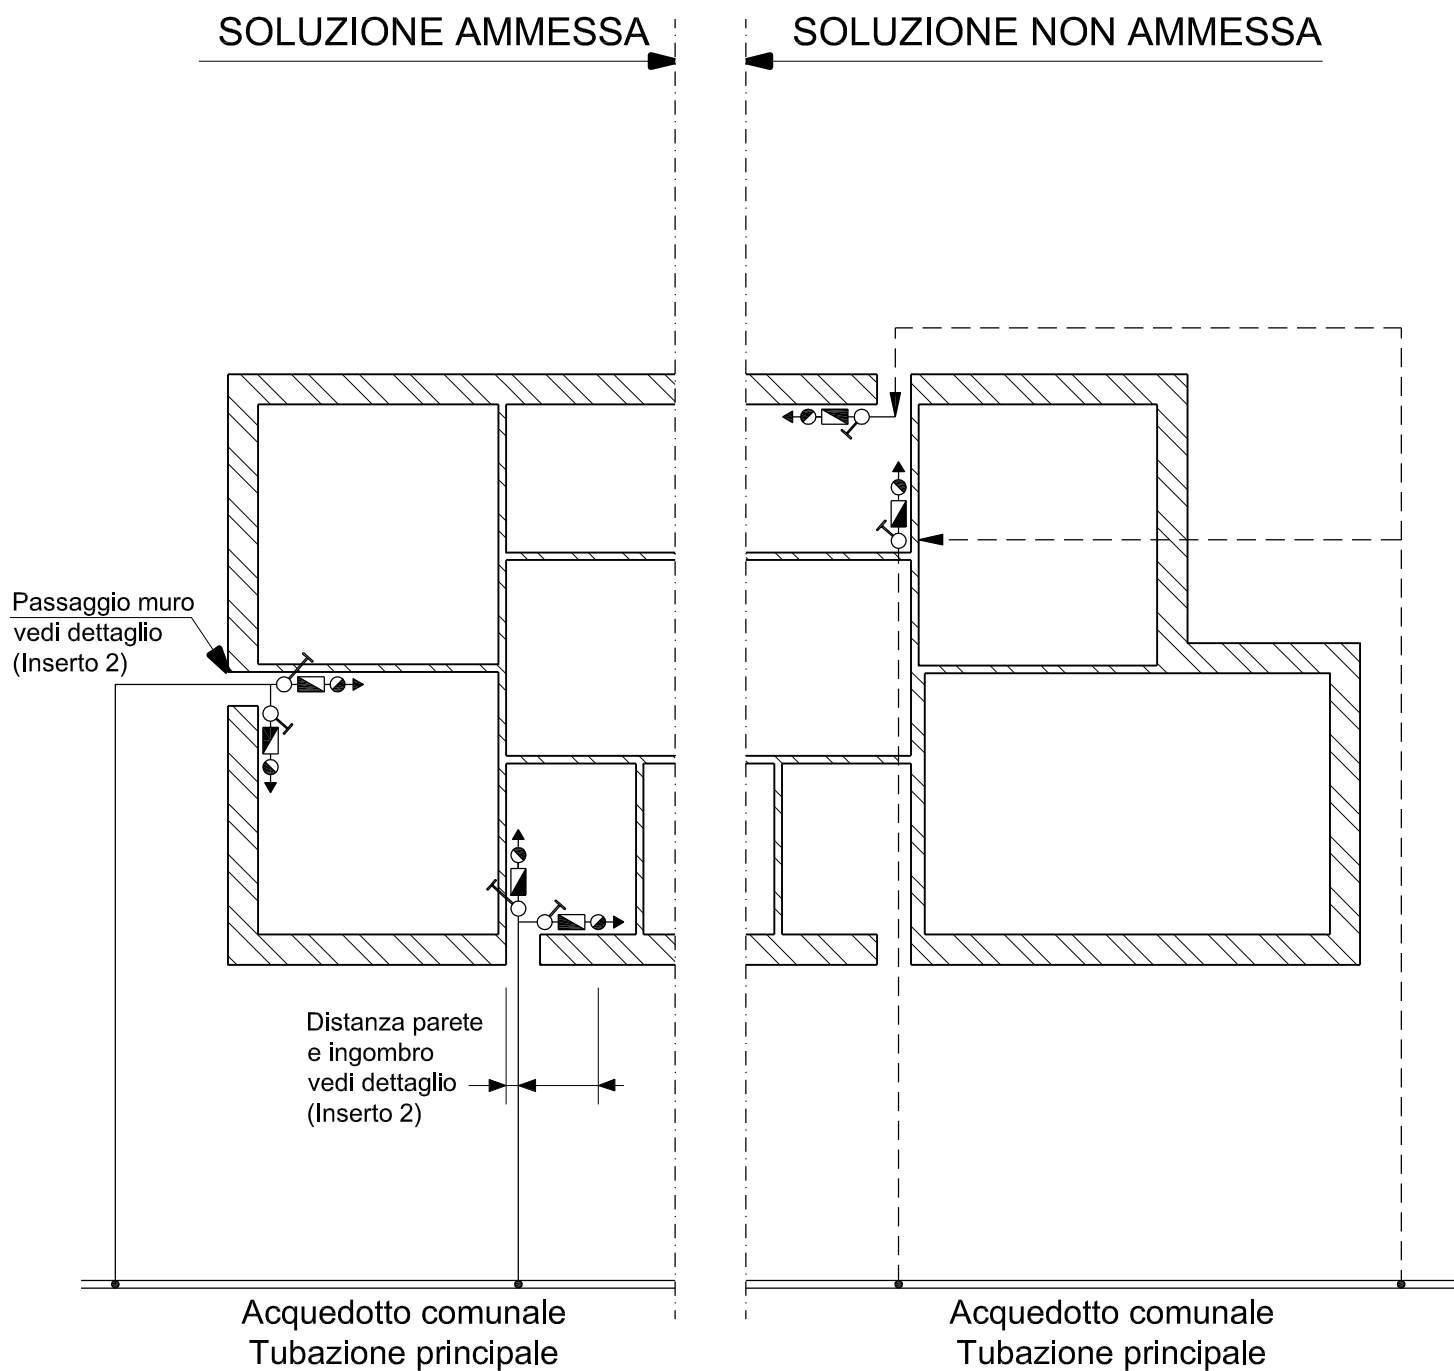 SOLUZIONE AMMESSA
SOLUZIONE NON AMMESSA
Passaggio muro
vedi dettaglio
(Inserto 2)
Distanza parete
e ingombro
vedi dettaglio
(Inserto 2)
Acquedotto comunale
Tubazione principale
Acquedotto comunale
Tubazione principale